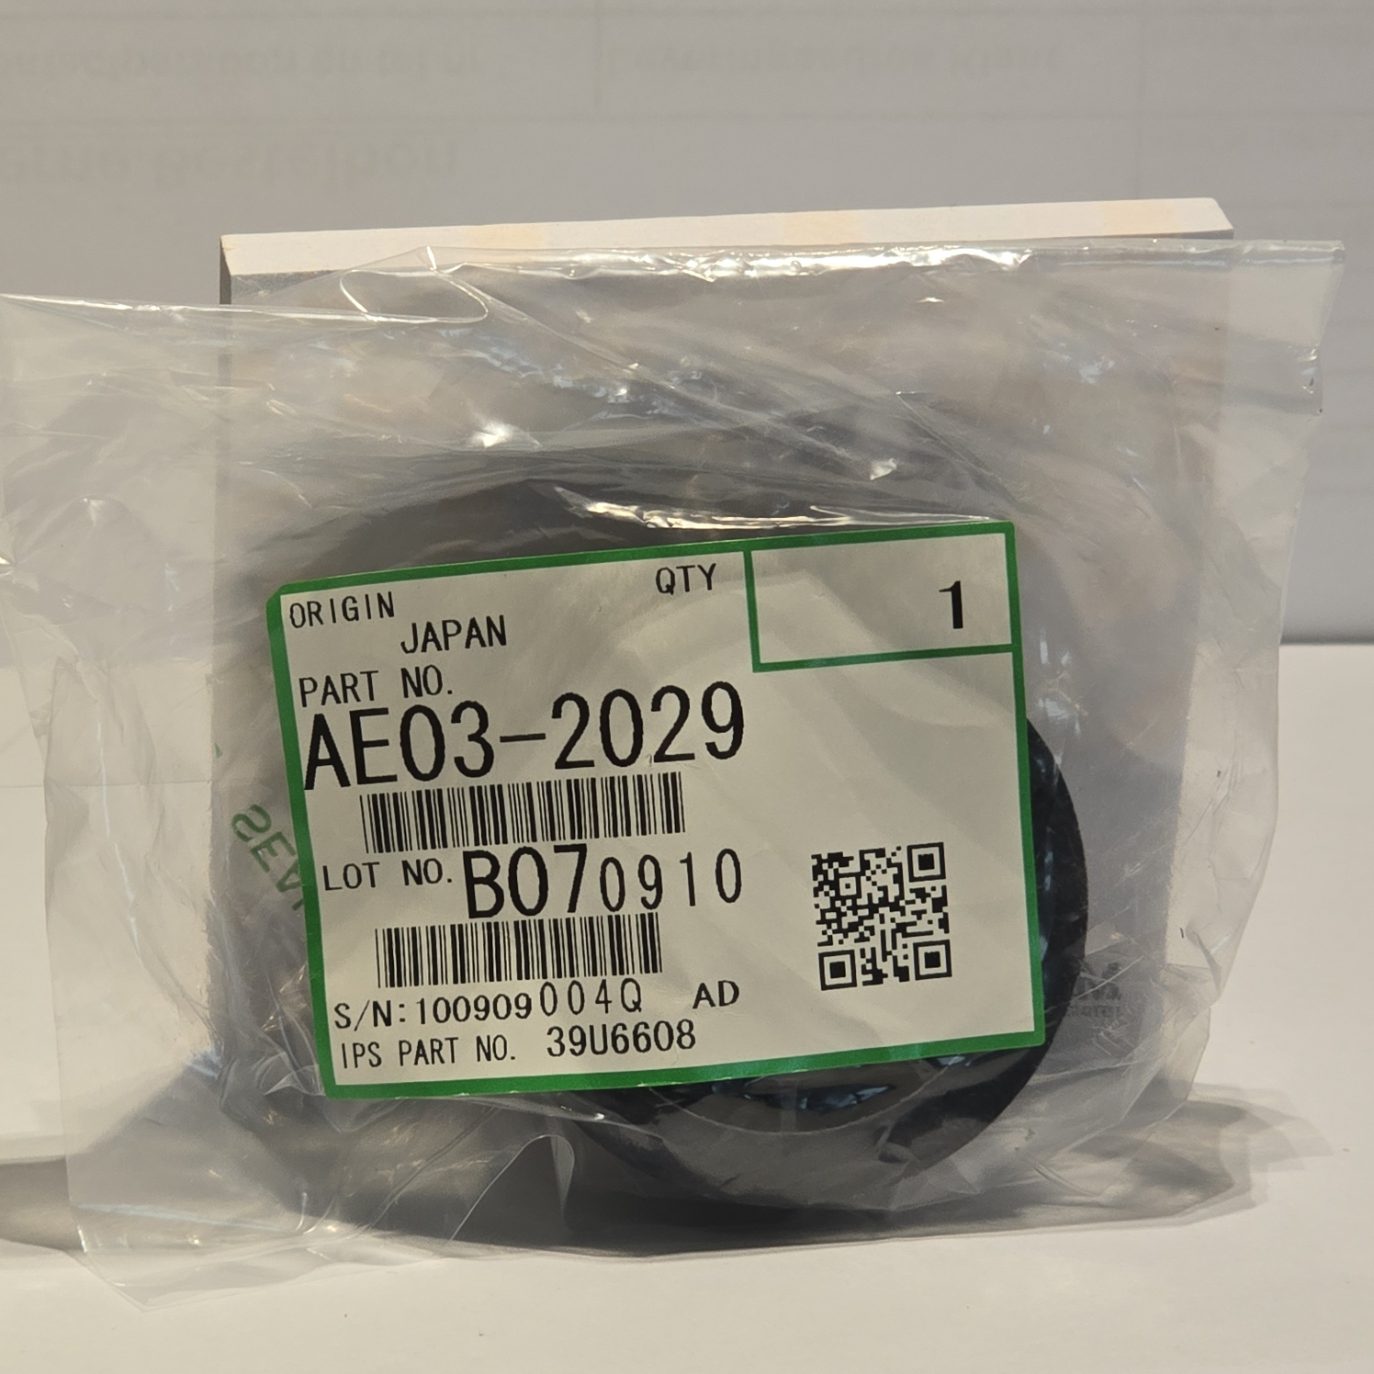 ORIGIN
JAPAN
QTY
1
PART NO.
AE03-2029
LOT NO. B070910
S/N:100909004Q AD
IPS PART NO. 39U6608